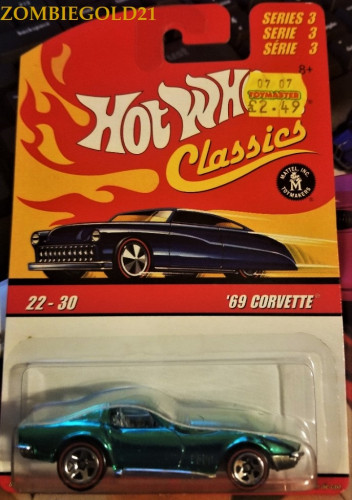 ZOMBIEGOLD21
SERIES 3
SERIE 3
SÉRIE 3
8+
HOT WH
07 07
TOYMASTER
£2.49
Classics
MATTEL, INC.
M
TOYMAKERS
22 - 30
'69 CORVETTE